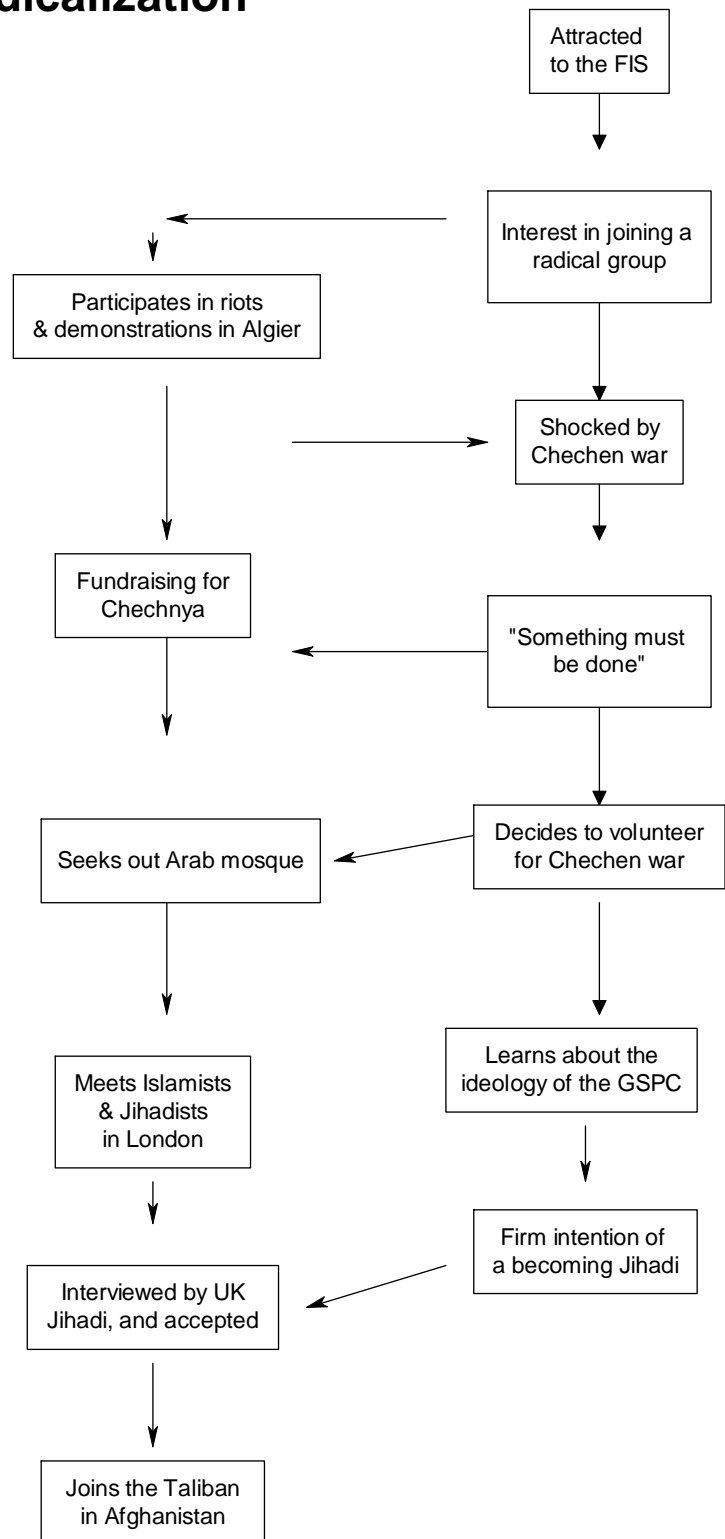 dicalization
Attracted
to the FIS
Interest in joining a
radical group
Participates in riots
& demonstrations in Algier
Shocked by
Chechen war
Fundraising for
Chechnya
"Something must
be done"
Decides to volunteer
for Chechen war
Seeks out Arab mosque
Learns about the
ideology of the GSPC
Meets Islamists
& Jihadists
in London
Firm intention of
a becoming Jihadi
Interviewed by UK
Jihadi, and accepted
Joins the Taliban
in Afghanistan